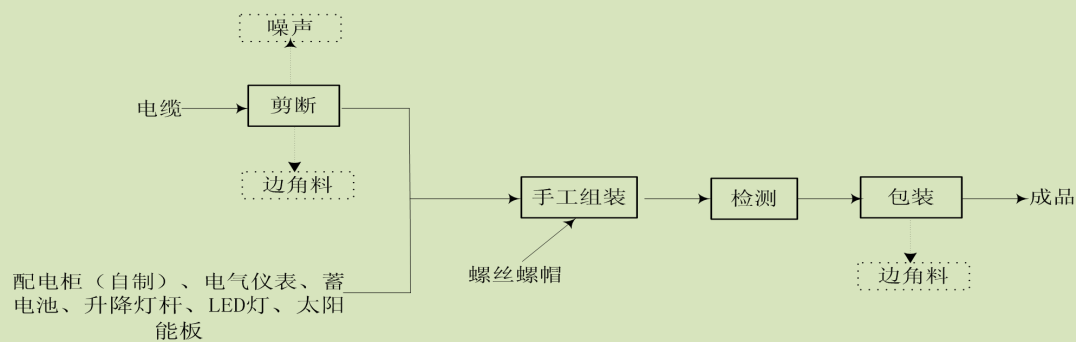 噪声
电缆
剪断
边角料
手工组装
检测
包装
成品
螺丝螺帽
边角料
配电柜（自制）、电气仪表、蓄
电池、升降灯杆、LED灯、太阳
能板